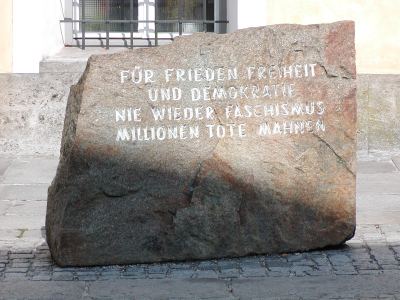 FÜR FRIEDEN FREIHEIT
UND DEMOKRATIE
NIE WIEDER FASCHISMUS
MILLIONEN TOTE MAHNEN